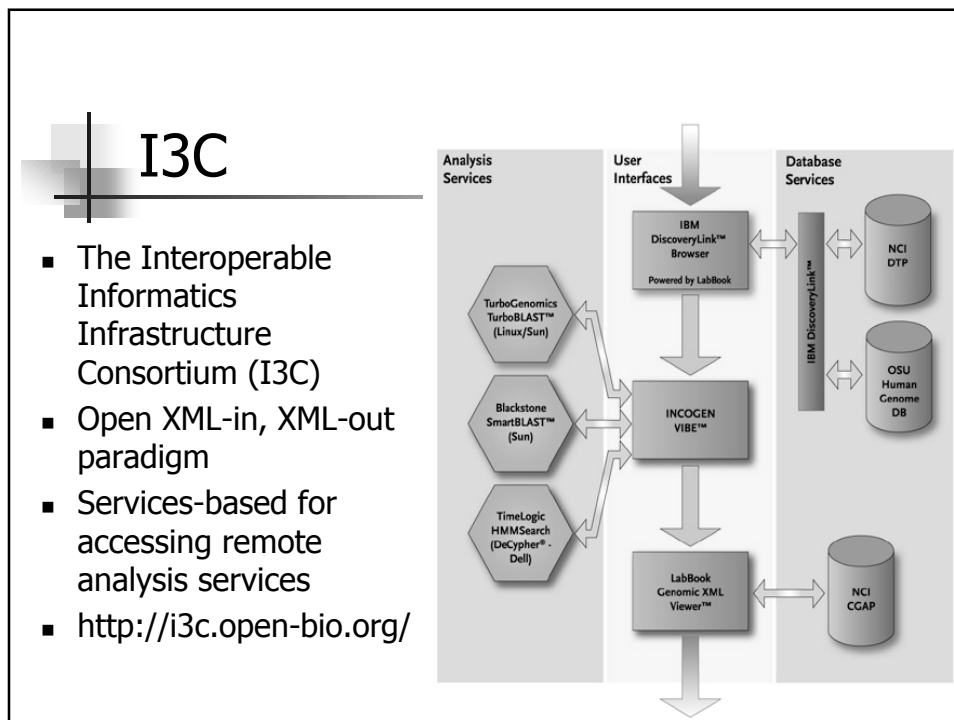 I3C
■ The Interoperable
Informatics
Infrastructure
Consortium (I3C)
■ Open XML-in, XML-out
paradigm
■ Services-based for
accessing remote
analysis services
■ http://i3c.open-bio.org/
Analysis
Services
User
Interfaces
Database
Services
IBM
DiscoveryLink™
Browser
Powered by LabBook
IBM DiscoveryLink™
NCI
DTP
OSU
Human
Genome
DB
TurboGenomics
TurboBLAST™
(Linux/Sun)
Blackstone
SmartBLAST™
(Sun)
TimeLogic
HMMSearch
(DeCypher® -
Dell)
INCOGEN
VIBE™
LabBook
Genomic XML
Viewer™
NCI
CGAP